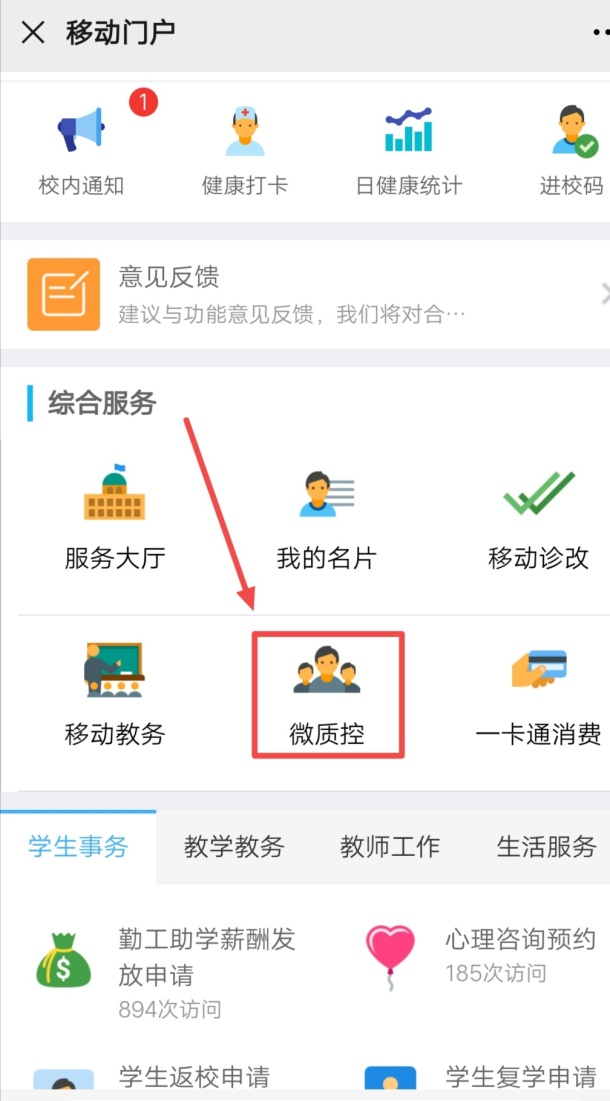 移动门户
1
校内通知 健康打卡 日健康统计 进校码
意见反馈
建议与功能意见反馈，我们将对合…
综合服务
服务大厅 我的名片 移动诊改
移动教务 微质控 一卡通消费
学生事务 教学教务 教师工作 生活服务
勤工助学薪酬发
放申请
894次访问
心理咨询预约
185次访问
学生返校申请 学生复学申请